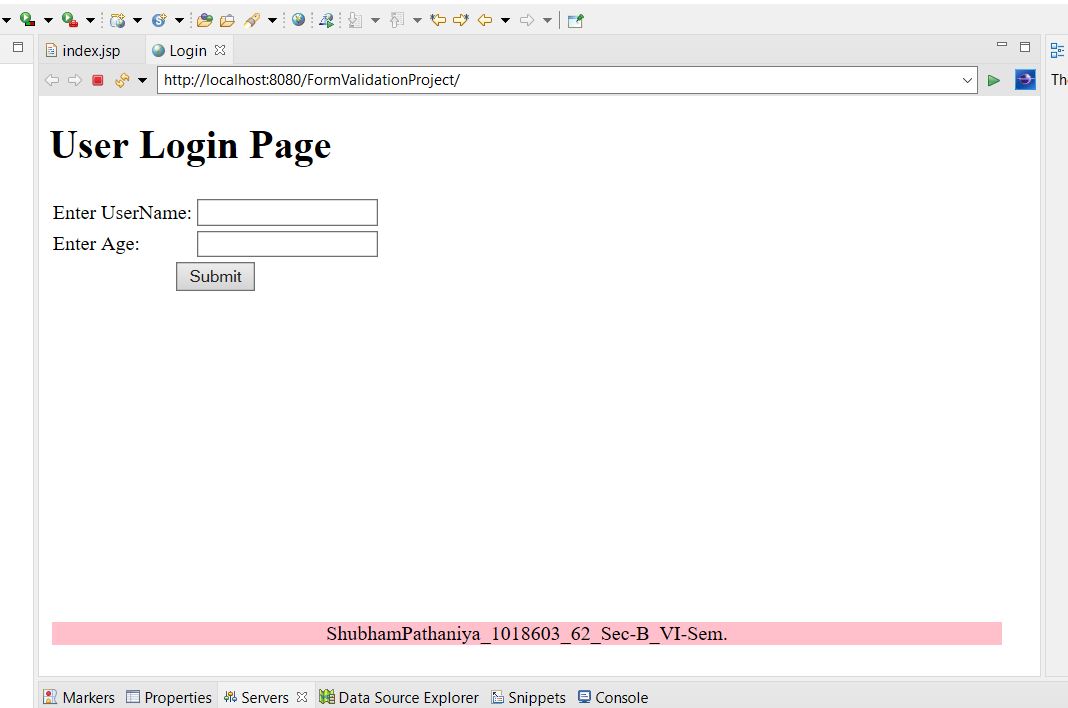 index.jsp Login
http://localhost:8080/FormValidationProject/
User Login Page
Enter UserName:
Enter Age:
Submit
ShubhamPathaniya_1018603_62_Sec-B_VI-Sem.
Markers Properties Servers Data Source Explorer Snippets Console